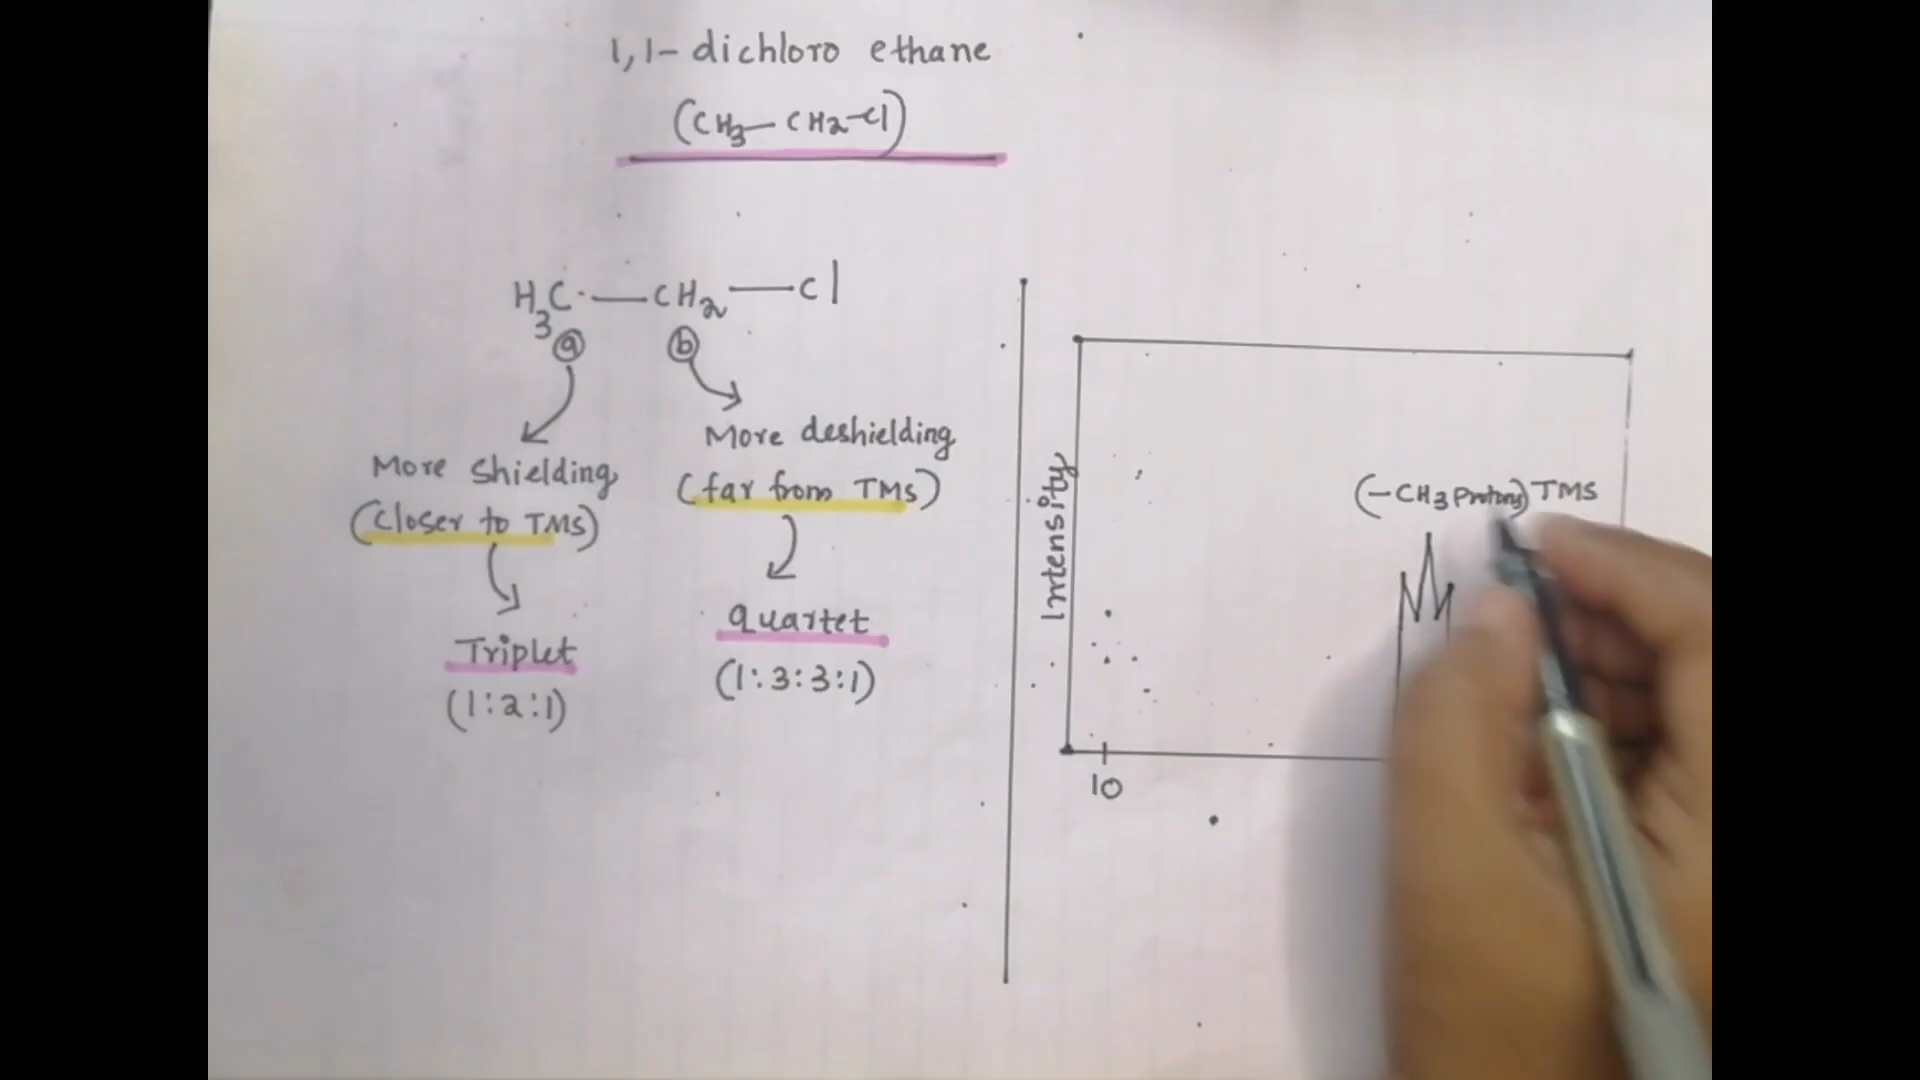 1,1- dichloro ethane
(CH3— CH2-Cl)
H3C — CH2 — Cl
a b
More Shielding
(closer to TMS)
Triplet
(1:2:1)
More deshielding
(far from TMS)
quartet
(1:3:3:1)
Intensity
(-CH3 Protons) TMS
10